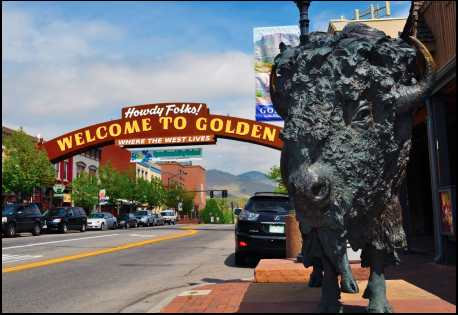 Howdy Folks!
WELCOME TO GOLDEN
WHERE THE WEST LIVES